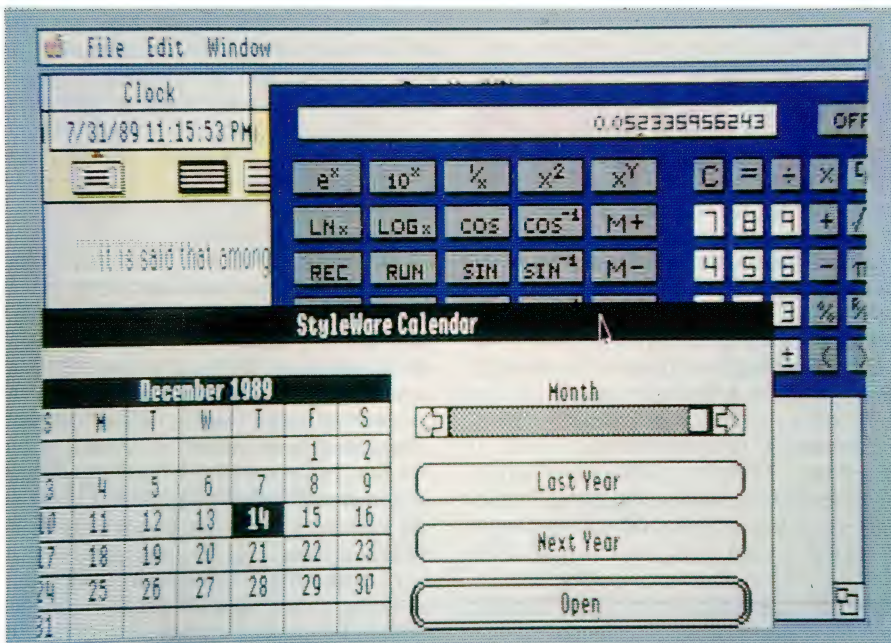 File Edit Window
Clock
7/31/89 11:15:53 PM
0.052335956243 OFF
eˣ 10ˣ ¹/x X² Xʸ C = ÷ ×
LNx LOGx COS COS⁻¹ M+ 7 8 9 + /
it is said that among
REC RUN SIN SIN⁻¹ M- 4 5 6 - π
3 %
StyleWare Calendar
± ( )
December 1989
Month
S M T W T F S
1 2
3 4 5 6 7 8 9
Last Year
10 11 12 13 14 15 16
17 18 19 20 21 22 23
Next Year
24 25 26 27 28 29 30
31
Open